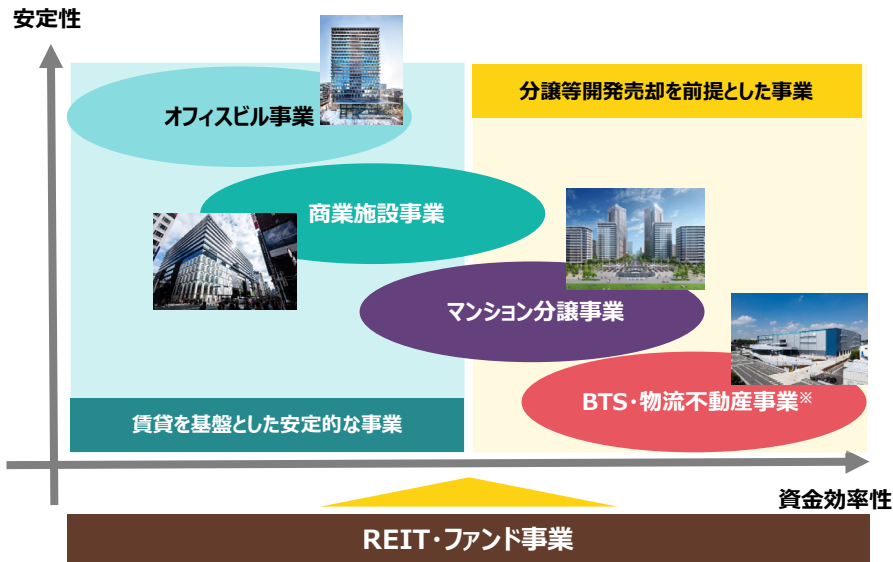 安定性
オフィスビル事業
分譲等開発売却を前提とした事業
商業施設事業
マンション分譲事業
BTS・物流不動産事業※
賃貸を基盤とした安定的な事業
資金効率性
REIT・ファンド事業